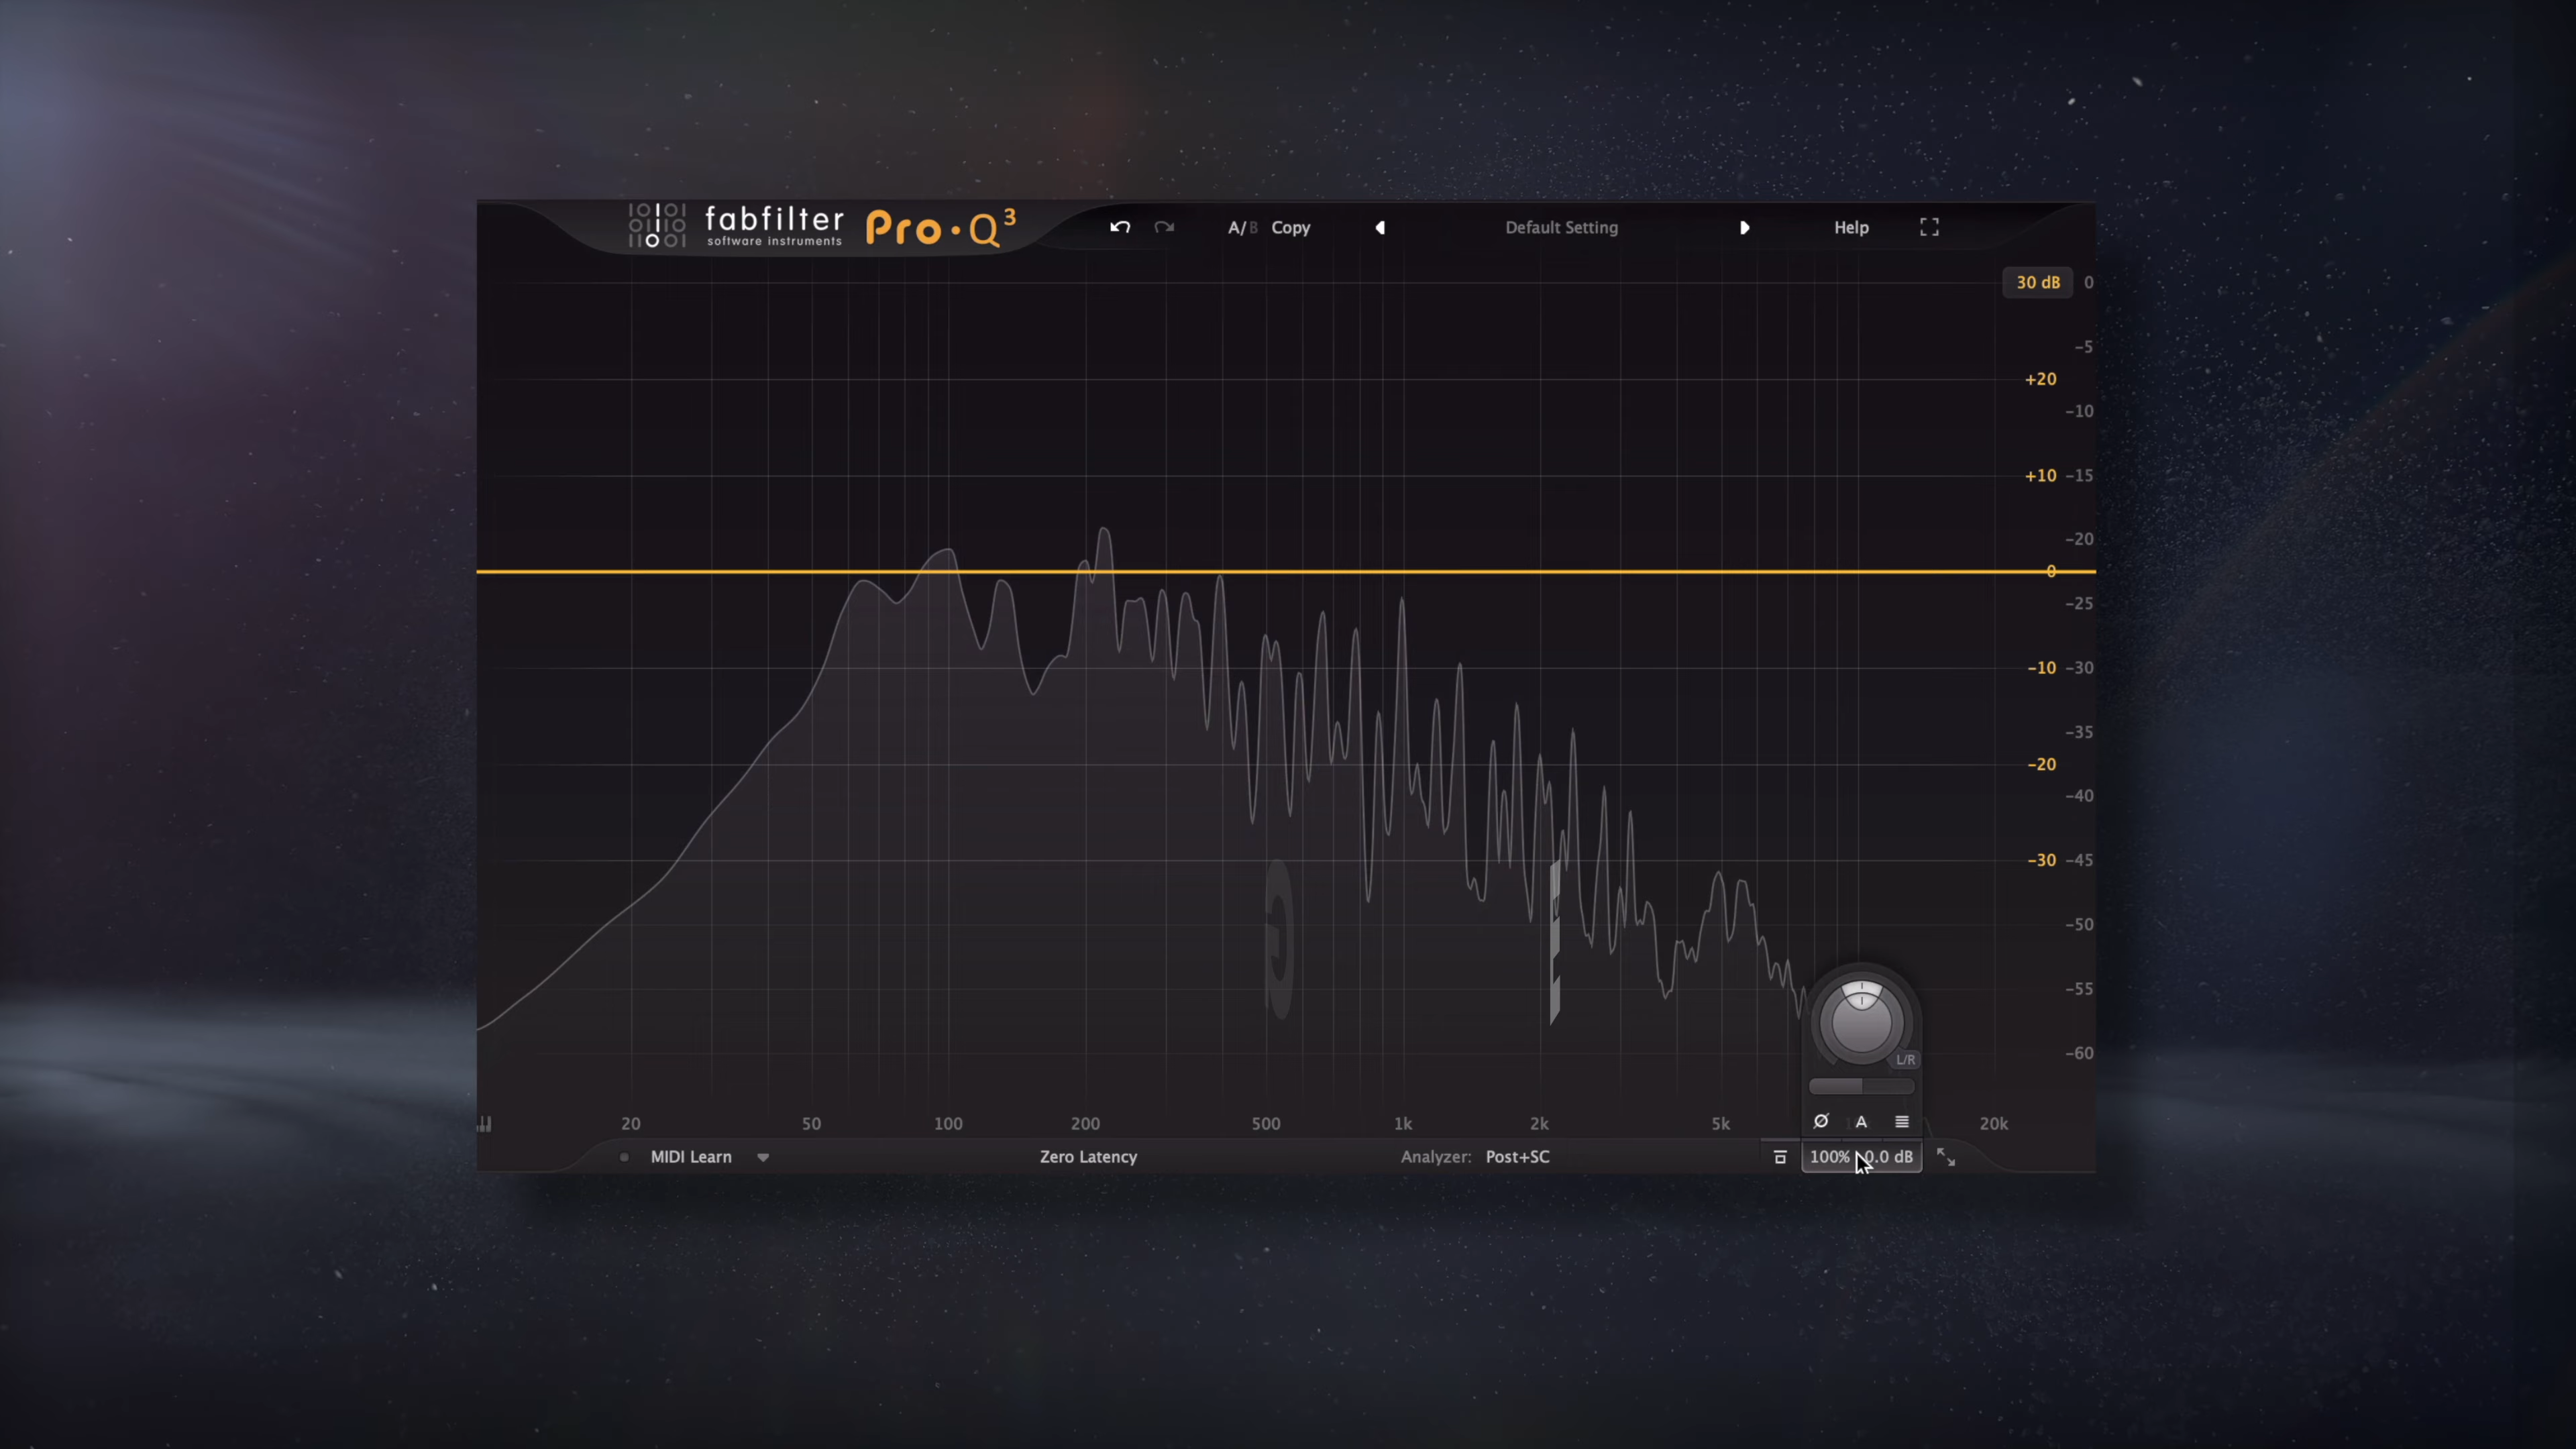 fabfilter
software instruments
Pro·Q3
A/B Copy
Default Setting
Help
30 dB 0
-5
+20
-10
+10 -15
-20
0
-25
-10 -30
-35
-20
-40
-30 -45
-50
-55
-60
L/R
A
20 50 100 200 500 1k 2k 5k 20k
MIDI Learn
Zero Latency
Analyzer: Post+SC
100% 0.0 dB